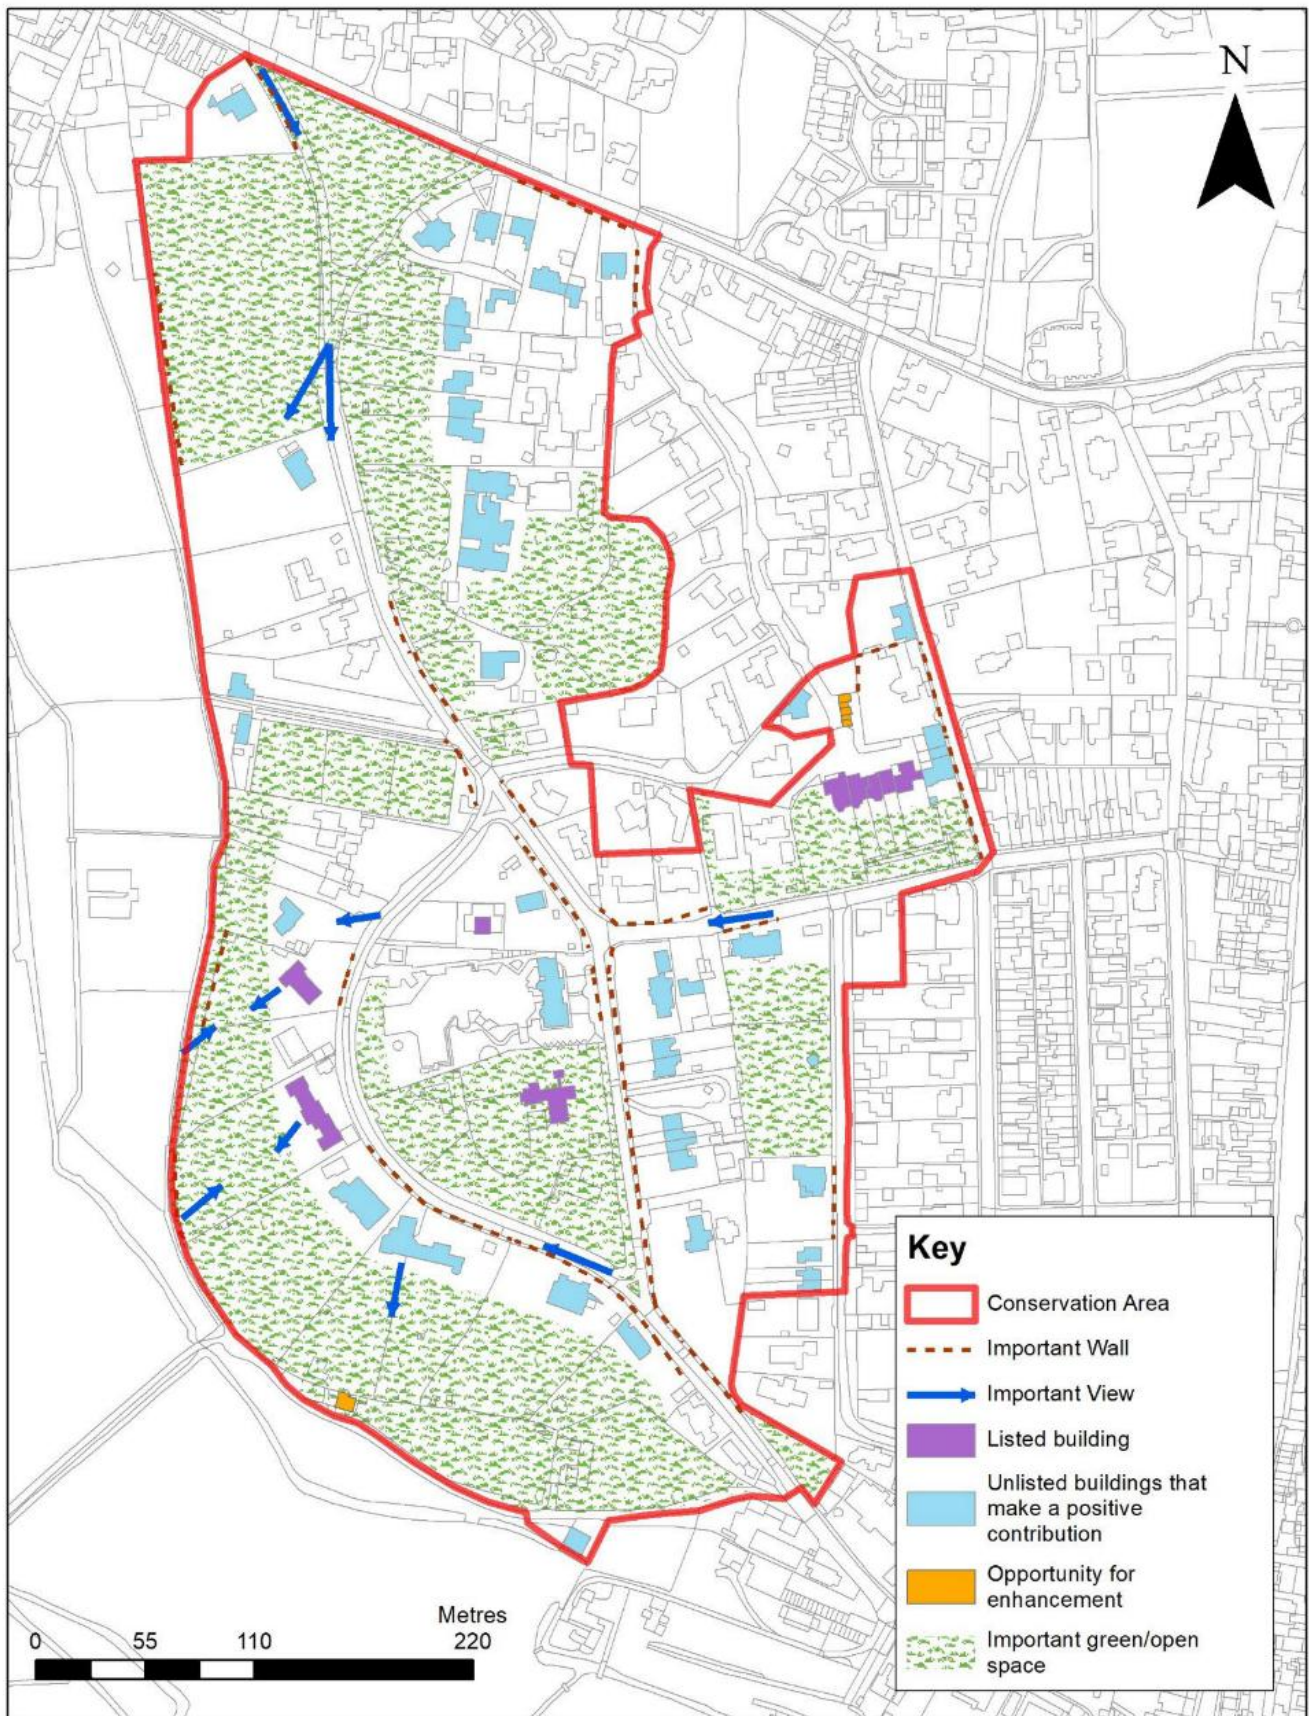 N
Key
Conservation Area
Important Wall
Important View
Listed building
Unlisted buildings that
make a positive
contribution
Opportunity for
enhancement
Important green/open
space
Metres
0 55 110 220